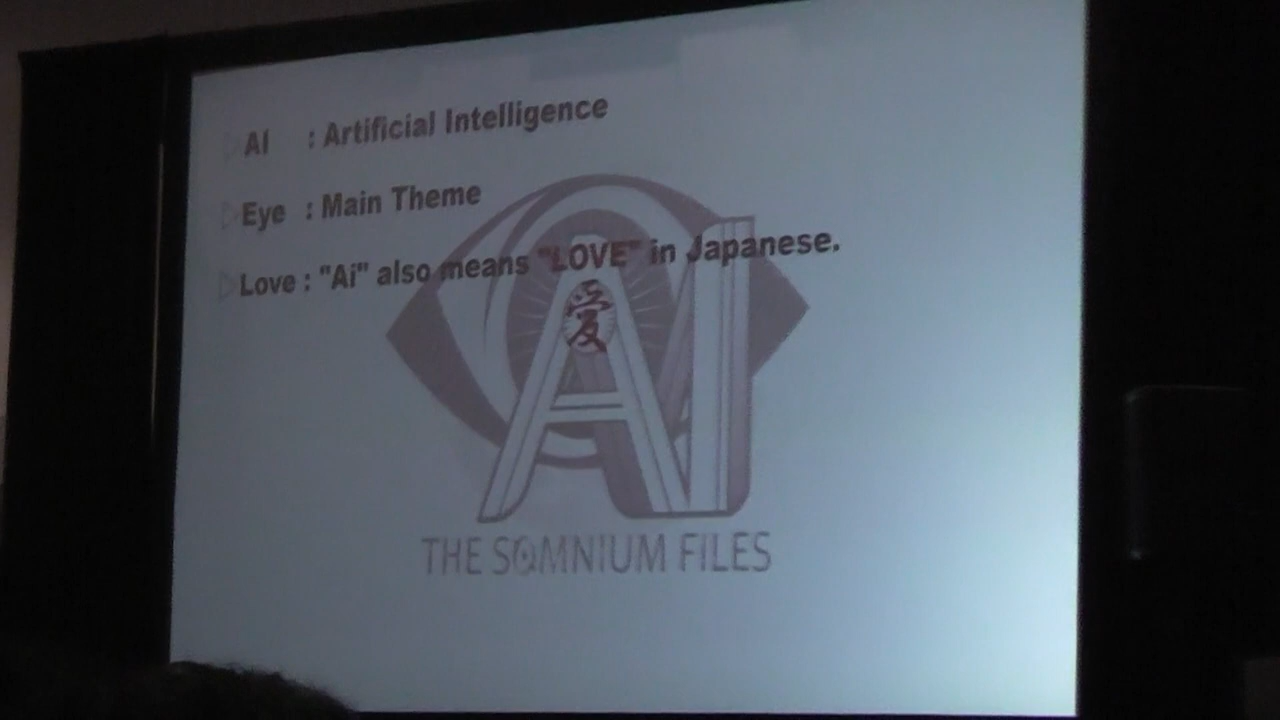 AI : Artificial Intelligence
Eye : Main Theme
Love : "Ai" also means "LOVE" in Japanese.
愛
AI
THE SOMNIUM FILES